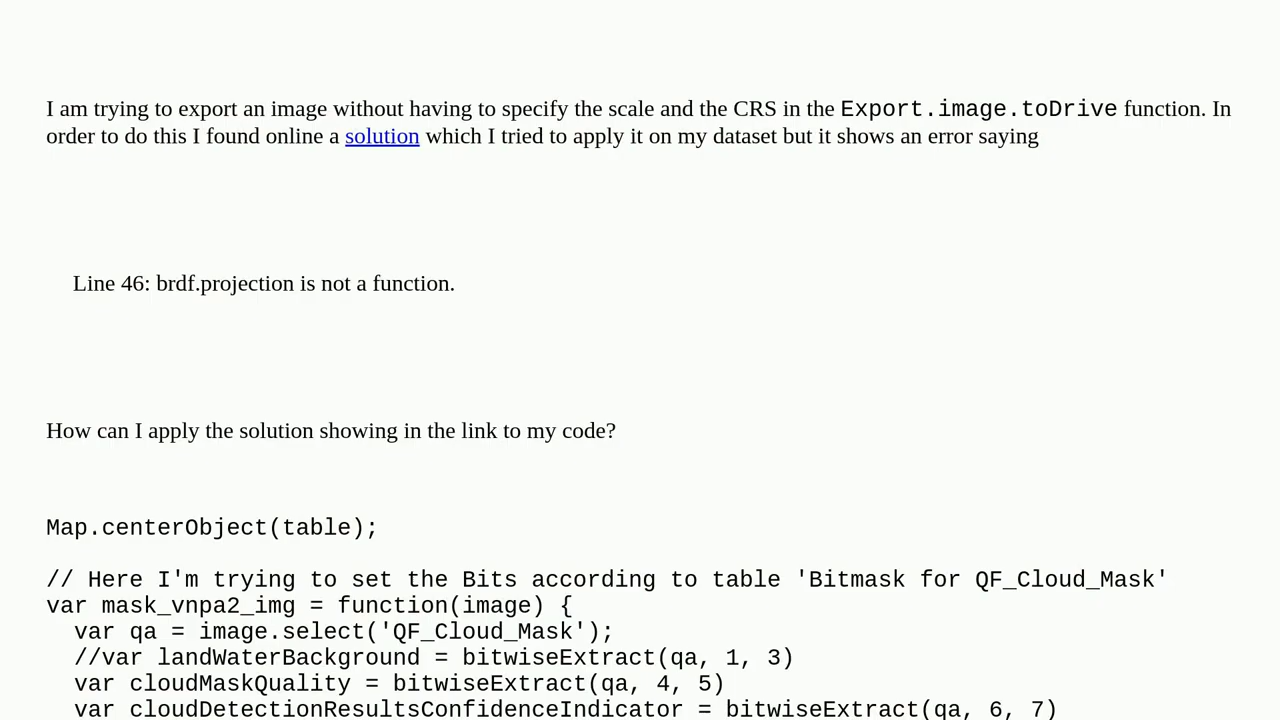 I am trying to export an image without having to specify the scale and the CRS in the Export.image.toDrive function. In
order to do this I found online a solution which I tried to apply it on my dataset but it shows an error saying
Line 46: brdf.projection is not a function.
How can I apply the solution showing in the link to my code?
Map.centerObject(table);
// Here I'm trying to set the Bits according to table 'Bitmask for QF_Cloud_Mask'
var mask_vnpa2_img = function(image) {
  var qa = image.select('QF_Cloud_Mask');
  //var landWaterBackground = bitwiseExtract(qa, 1, 3)
  var cloudMaskQuality = bitwiseExtract(qa, 4, 5)
  var cloudDetectionResultsConfidenceIndicator = bitwiseExtract(qa, 6, 7)